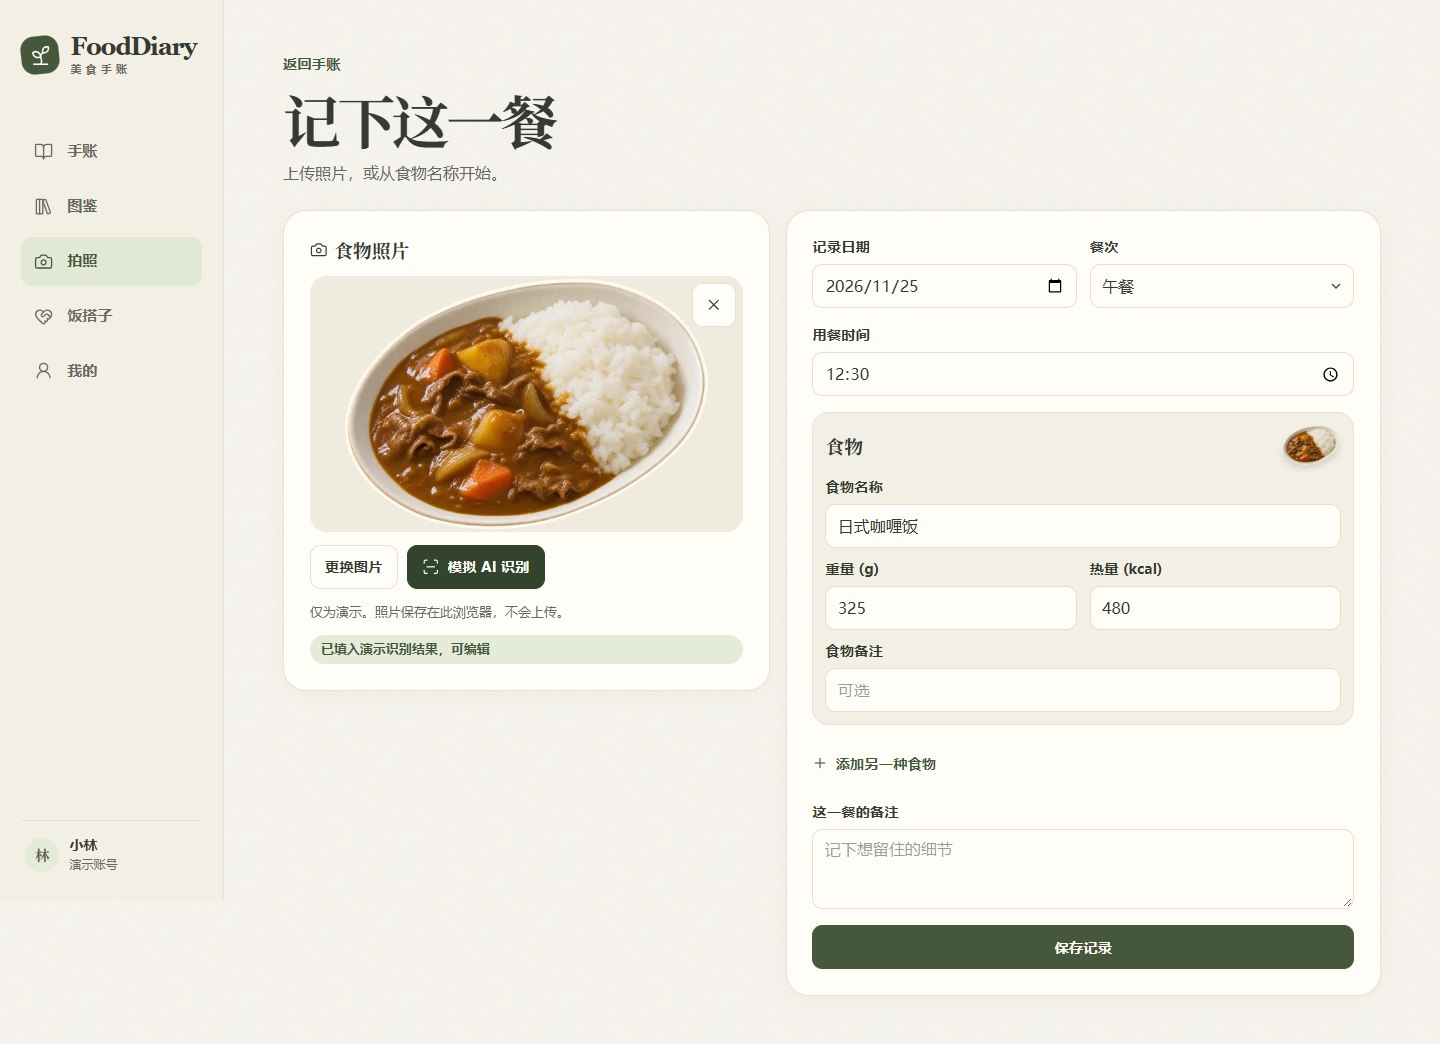 FoodDiary
美食手账
手账
图鉴
拍照
饭搭子
我的
林
小林
演示账号
返回手账
记下这一餐
上传照片，或从食物名称开始。
食物照片
更换图片
模拟 AI 识别
仅为演示。照片保存在此浏览器，不会上传。
已填入演示识别结果，可编辑
记录日期
餐次
2026/11/25
午餐
用餐时间
12:30
食物
食物名称
日式咖喱饭
重量 (g)
热量 (kcal)
325
480
食物备注
可选
添加另一种食物
这一餐的备注
记下想留住的细节
保存记录